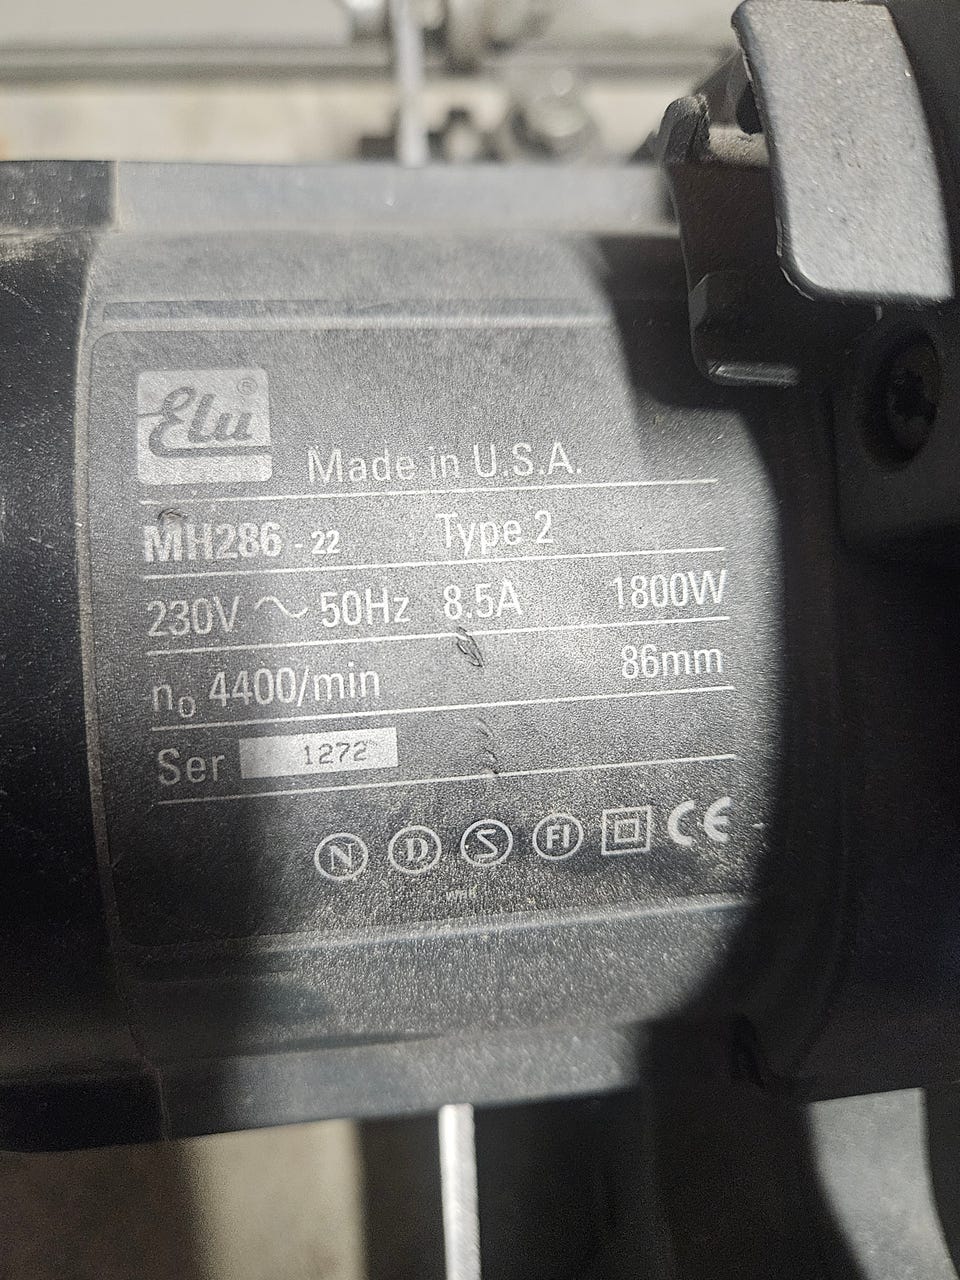 Elu®
Made in U.S.A.
MH286 - 22 Type 2
230V ~ 50Hz 8.5A 1800W
n₀ 4400/min 86mm
Ser 1272
N D S FI CE